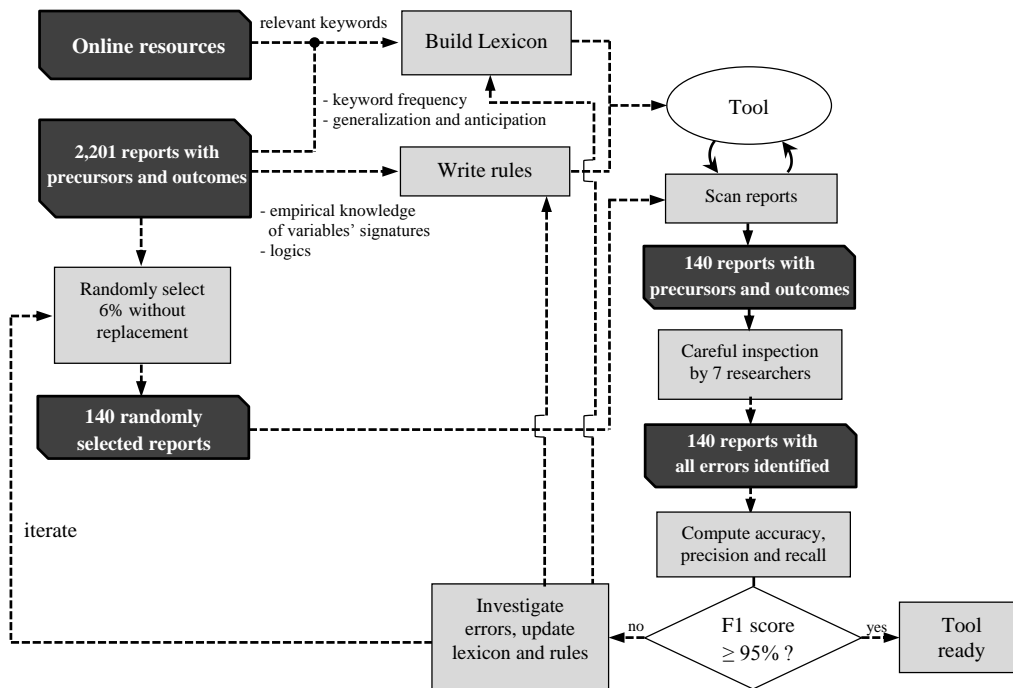 Online resources
relevant keywords
Build Lexicon
- keyword frequency
- generalization and anticipation
Tool
2,201 reports with
precursors and outcomes
Write rules
Scan reports
- empirical knowledge
of variables’ signatures
- logics
140 reports with
precursors and outcomes
Randomly select
6% without
replacement
Careful inspection
by 7 researchers
140 randomly
selected reports
140 reports with
all errors identified
iterate
Compute accuracy,
precision and recall
Investigate
errors, update
lexicon and rules
no
F1 score
≥ 95% ?
yes
Tool
ready